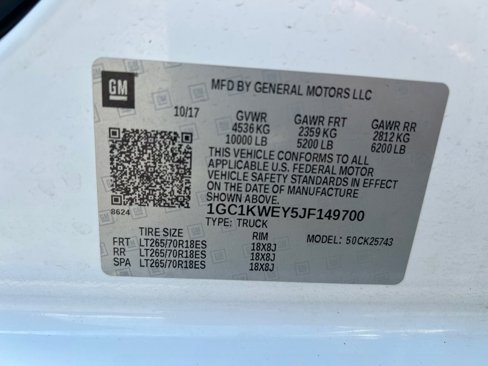 GM
MFD BY GENERAL MOTORS LLC
10/17 GVWR GAWR FRT GAWR RR
4536 KG 2359 KG 2812 KG
10000 LB 5200 LB 6200 LB
THIS VEHICLE CONFORMS TO ALL
APPLICABLE U.S. FEDERAL MOTOR
VEHICLE SAFETY STANDARDS IN EFFECT
ON THE DATE OF MANUFACTURE
SHOWN ABOVE.
8624 1GC1KWEY5JF149700
TYPE: TRUCK
TIRE SIZE RIM MODEL: 50CK25743
FRT LT265/70R18ES 18X8J
RR LT265/70R18ES 18X8J
SPA LT265/70R18ES 18X8J